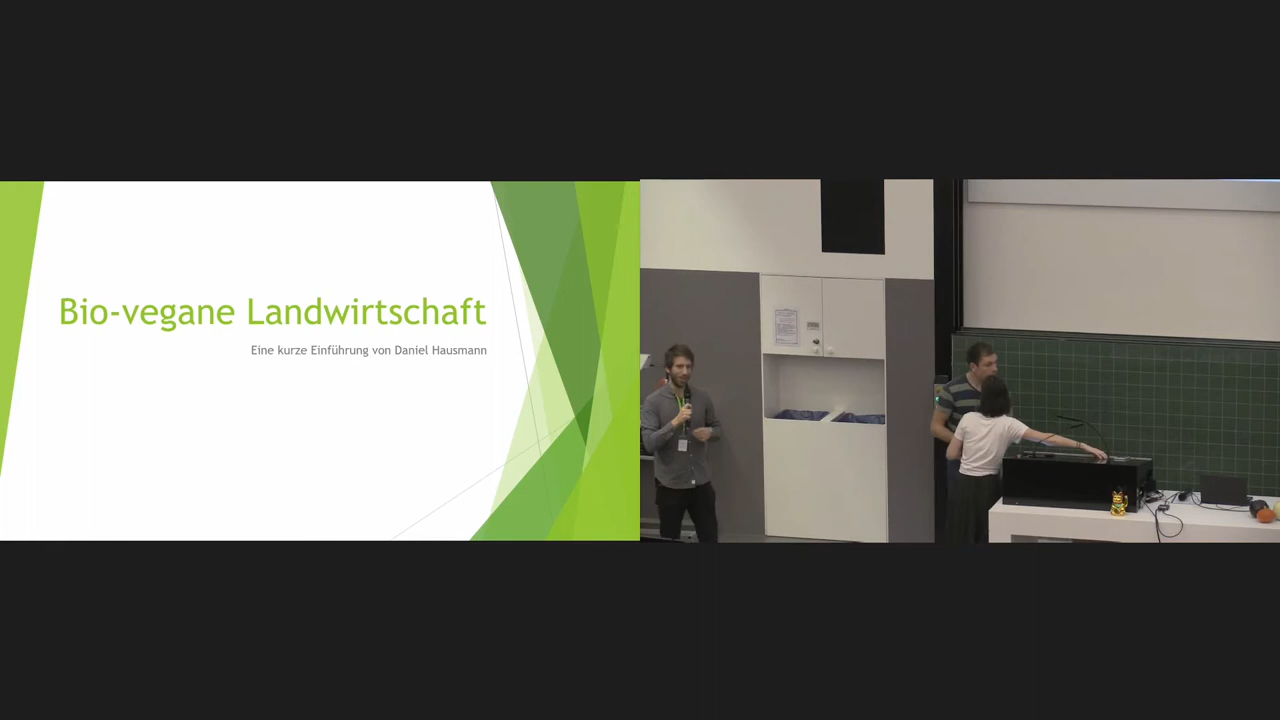 Bio-vegane Landwirtschaft
Eine kurze Einführung von Daniel Hausmann